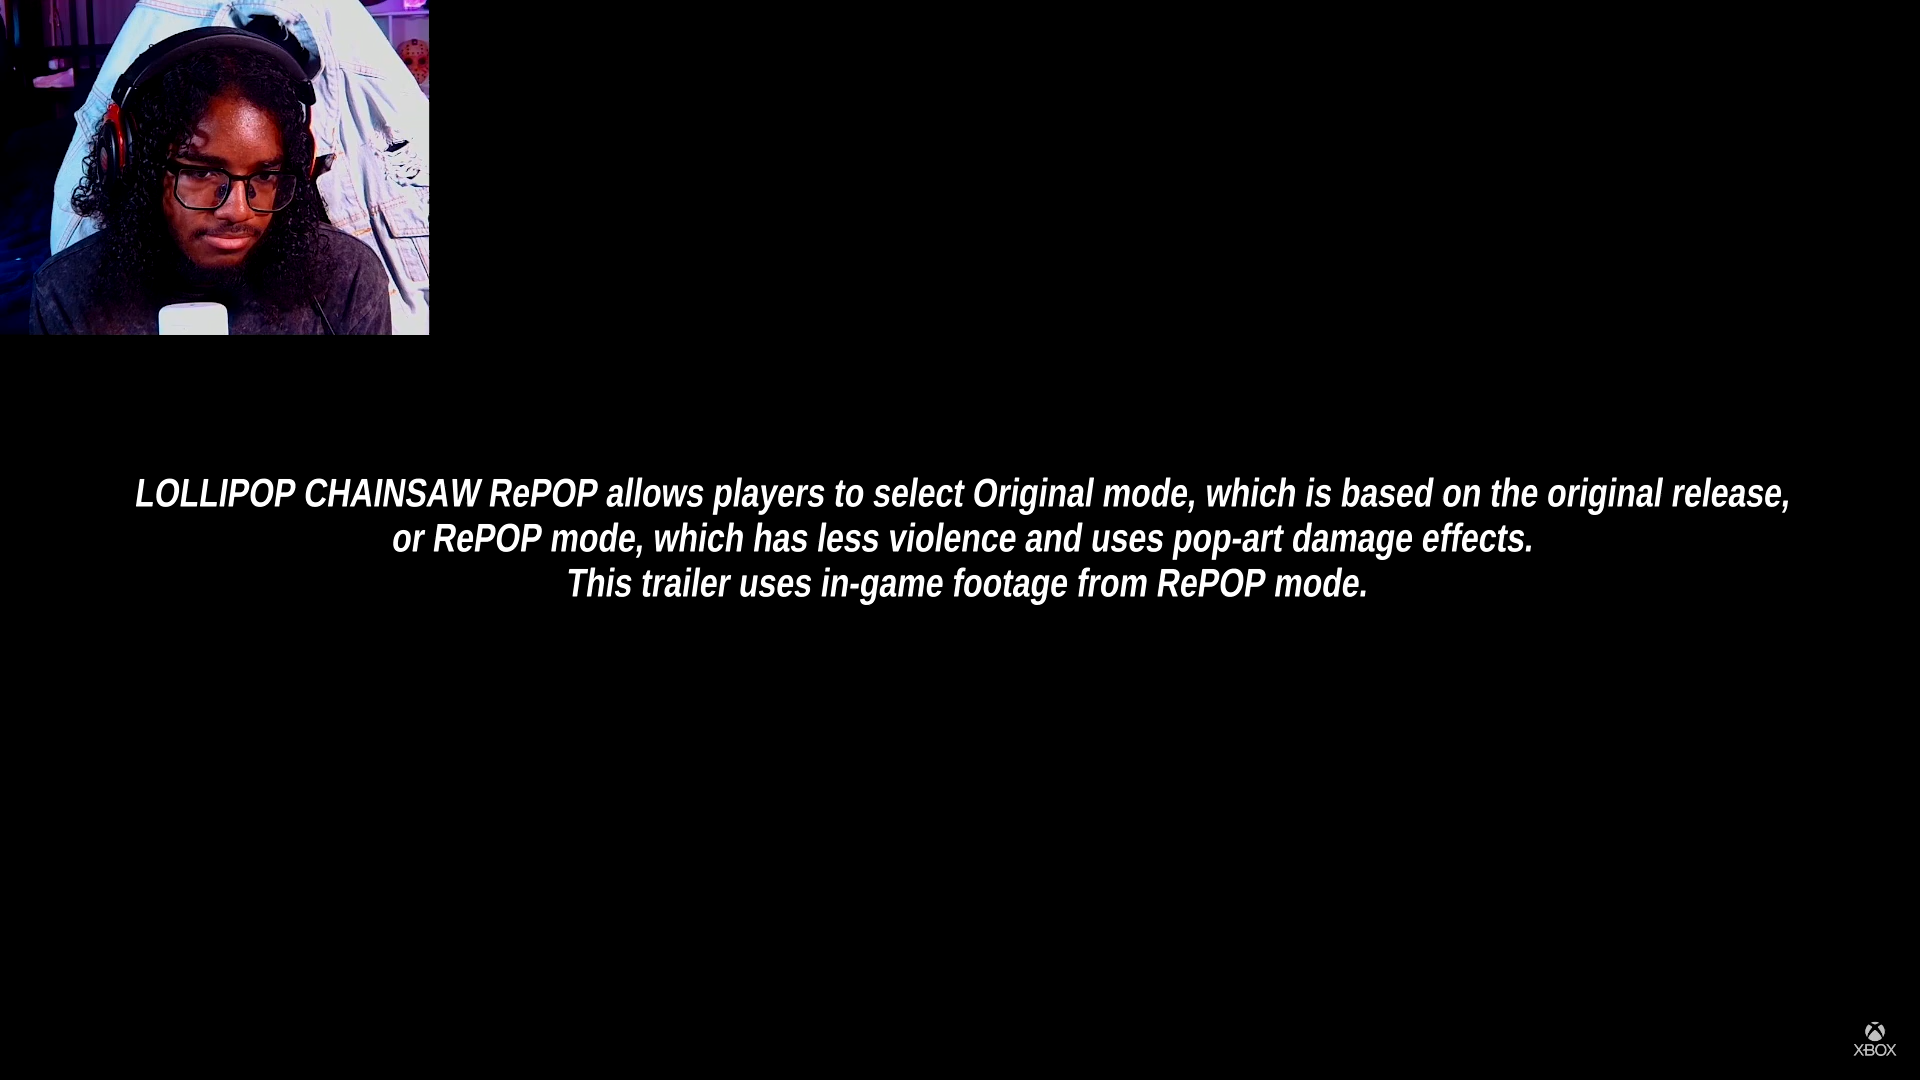 LOLLIPOP CHAINSAW RePOP allows players to select Original mode, which is based on the original release,
or RePOP mode, which has less violence and uses pop-art damage effects.
This trailer uses in-game footage from RePOP mode.
XBOX